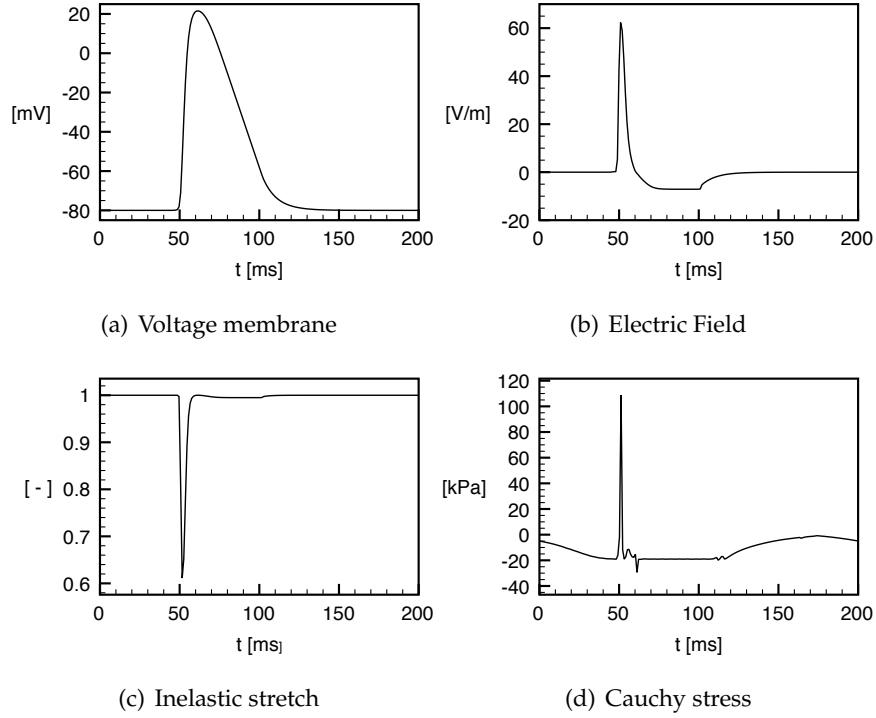 20
0
-20
-40
-60
-80
[mV]
0 50 100 150 200
t [ms]
(a) Voltage membrane
60
40
20
0
-20
[V/m]
0 50 100 150 200
t [ms]
(b) Electric Field
1
0.9
0.8
0.7
0.6
[ - ]
0 50 100 150 200
t [ms]
(c) Inelastic stretch
120
100
80
60
40
20
0
-20
-40
[kPa]
0 50 100 150 200
t [ms]
(d) Cauchy stress